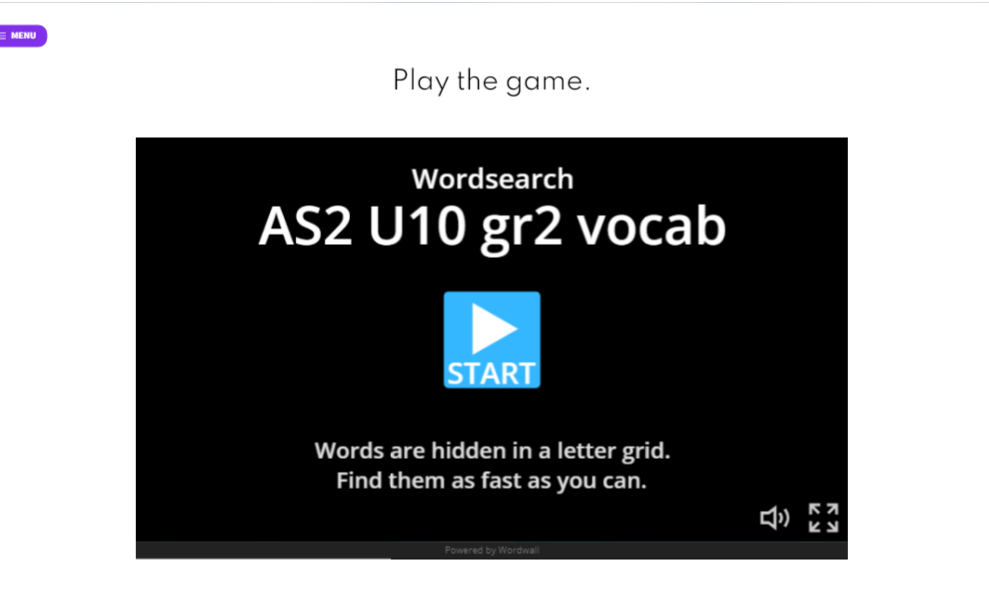 MENU
Play the game.
Wordsearch
AS2 U10 gr2 vocab
START
Words are hidden in a letter grid.
Find them as fast as you can.
Powered by Wordwall